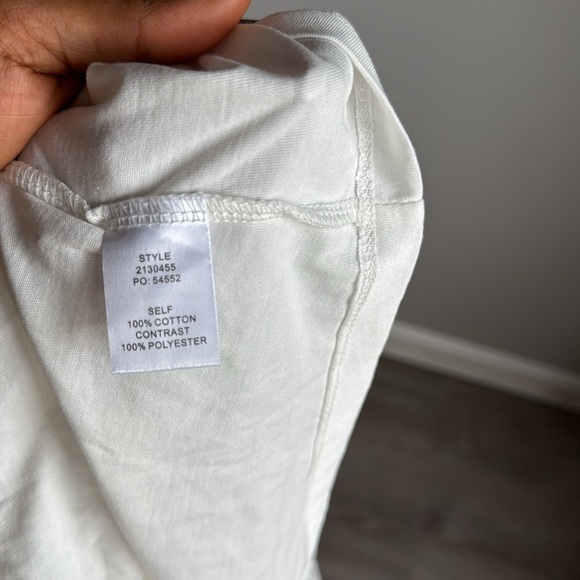 STYLE
2130455
PO: 54552
SELF
100% COTTON
CONTRAST
100% POLYESTER